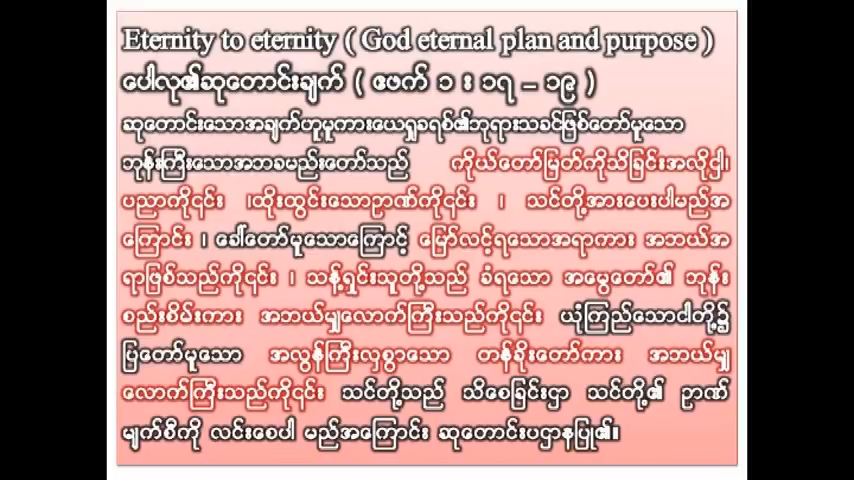 Eternity to eternity ( God eternal plan and purpose )
ပေါလု၏ဆုတောင်းချက် ( ဧဖက် ၁ : ၁၇ – ၁၉ )
ဆုတောင်းသောအချက်ဟူမူကားယေရှုခရစ်၏ဘုရားသခင်ဖြစ်တော်မူသော
ဘုန်းကြီးသောအဘခမည်းတော်သည် ကိုယ်တော်မြတ်ကိုသိခြင်းအလိုငှါ၊
ပညာကို၎င်း ၊ထိုးထွင်းသောဉာဏ်ကို၎င်း ၊ သင်တို့အားပေးပါမည်အ
ကြောင်း ၊ ခေါ်တော်မူသောကြောင့် မြော်လင့်ရသောအရာကား အဘယ်အ
ရာဖြစ်သည်ကို၎င်း ၊ သန့်ရှင်းသူတို့သည် ခံရသော အမွေတော်၏ ဘုန်း
စည်းစိမ်းကား အဘယ်မျှလောက်ကြီးသည်ကို၎င်း ယုံကြည်သောငါတို့၌
ပြတော်မူသော အလွန်ကြီးလှစွာသော တန်ခိုးတော်ကား အဘယ်မျှ
လောက်ကြီးသည်ကို၎င်း သင်တို့သည် သိစေခြင်းငှာ သင်တို့၏ ဉာဏ်
မျက်စီကို လင်းစေပါ မည်အကြောင်း ဆုတောင်းပဌာနပြု၏။